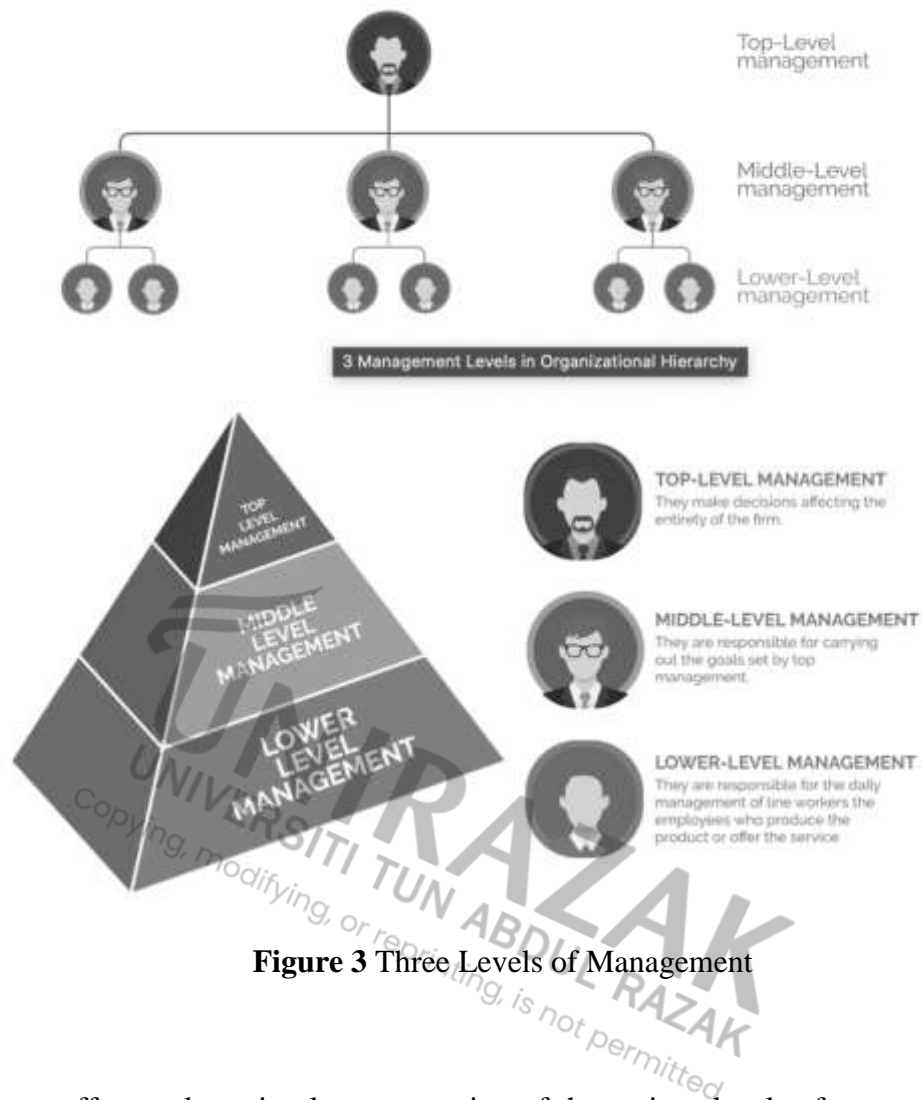 Top-Level
management
Middle-Level
management
Lower-Level
management
3 Management Levels in Organizational Hierarchy
TOP
LEVEL
MANAGEMENT
MIDDLE
LEVEL
MANAGEMENT
LOWER
LEVEL
MANAGEMENT
TOP-LEVEL MANAGEMENT
They make decisions affecting the
entirety of the firm.
MIDDLE-LEVEL MANAGEMENT
They are responsible for carrying
out the goals set by top
management.
LOWER-LEVEL MANAGEMENT
They are responsible for the daily
management of line workers the
employees who produce the
product or offer the service
UNIRAZAK
UNIVERSITI TUN ABDUL RAZAK
Copying, modifying, or reprinting, is not permitted
Figure 3 Three Levels of Management